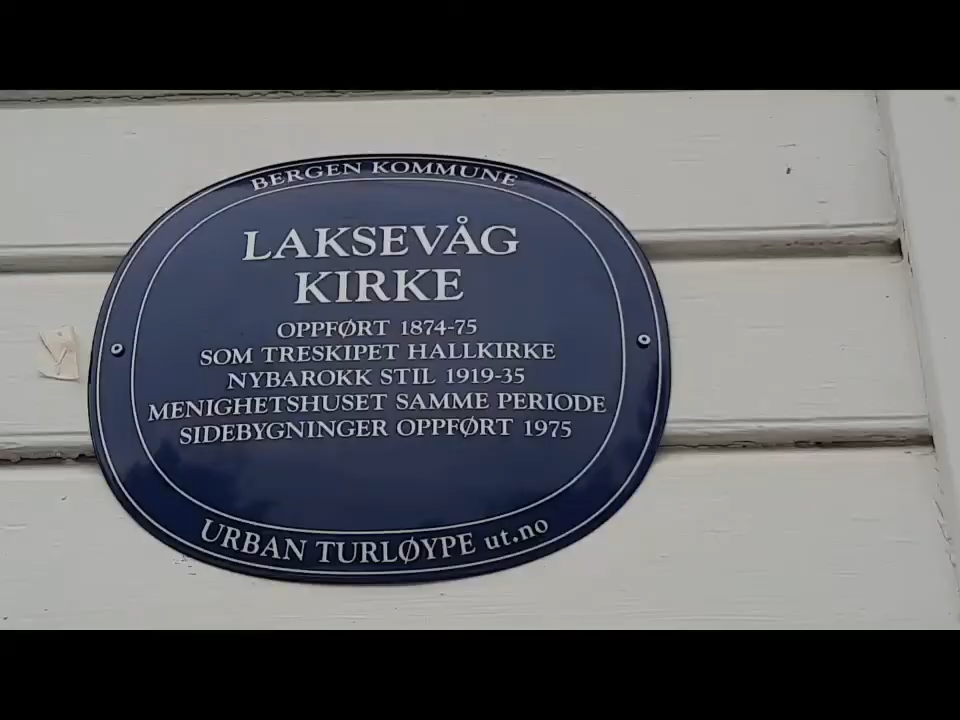 BERGEN KOMMUNE
LAKSEVÅG
KIRKE
OPPFØRT 1874-75
SOM TRESKIPET HALLKIRKE
NYBAROKK STIL 1919-35
MENIGHETSHUSET SAMME PERIODE
SIDEBYGNINGER OPPFØRT 1975
URBAN TURLØYPE ut.no